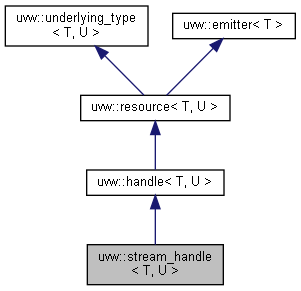 uvw::underlying_type
< T, U >
uvw::emitter< T >
uvw::resource< T, U >
uvw::handle< T, U >
uvw::stream_handle
< T, U >